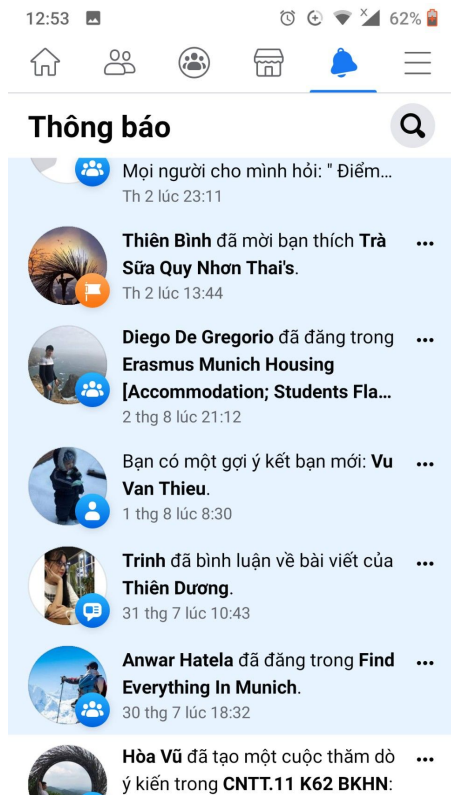 12:53
62%
Thông báo
Mọi người cho mình hỏi: " Điểm...
Th 2 lúc 23:11
Thiên Bình đã mời bạn thích Trà
Sữa Quy Nhơn Thai's.
Th 2 lúc 13:44
Diego De Gregorio đã đăng trong
Erasmus Munich Housing
[Accommodation; Students Fla...
2 thg 8 lúc 21:12
Bạn có một gợi ý kết bạn mới: Vu
Van Thieu.
1 thg 8 lúc 8:30
Trinh đã bình luận về bài viết của
Thiên Dương.
31 thg 7 lúc 10:43
Anwar Hatela đã đăng trong Find
Everything In Munich.
30 thg 7 lúc 18:32
Hòa Vũ đã tạo một cuộc thăm dò
ý kiến trong CNTT.11 K62 BKHN: